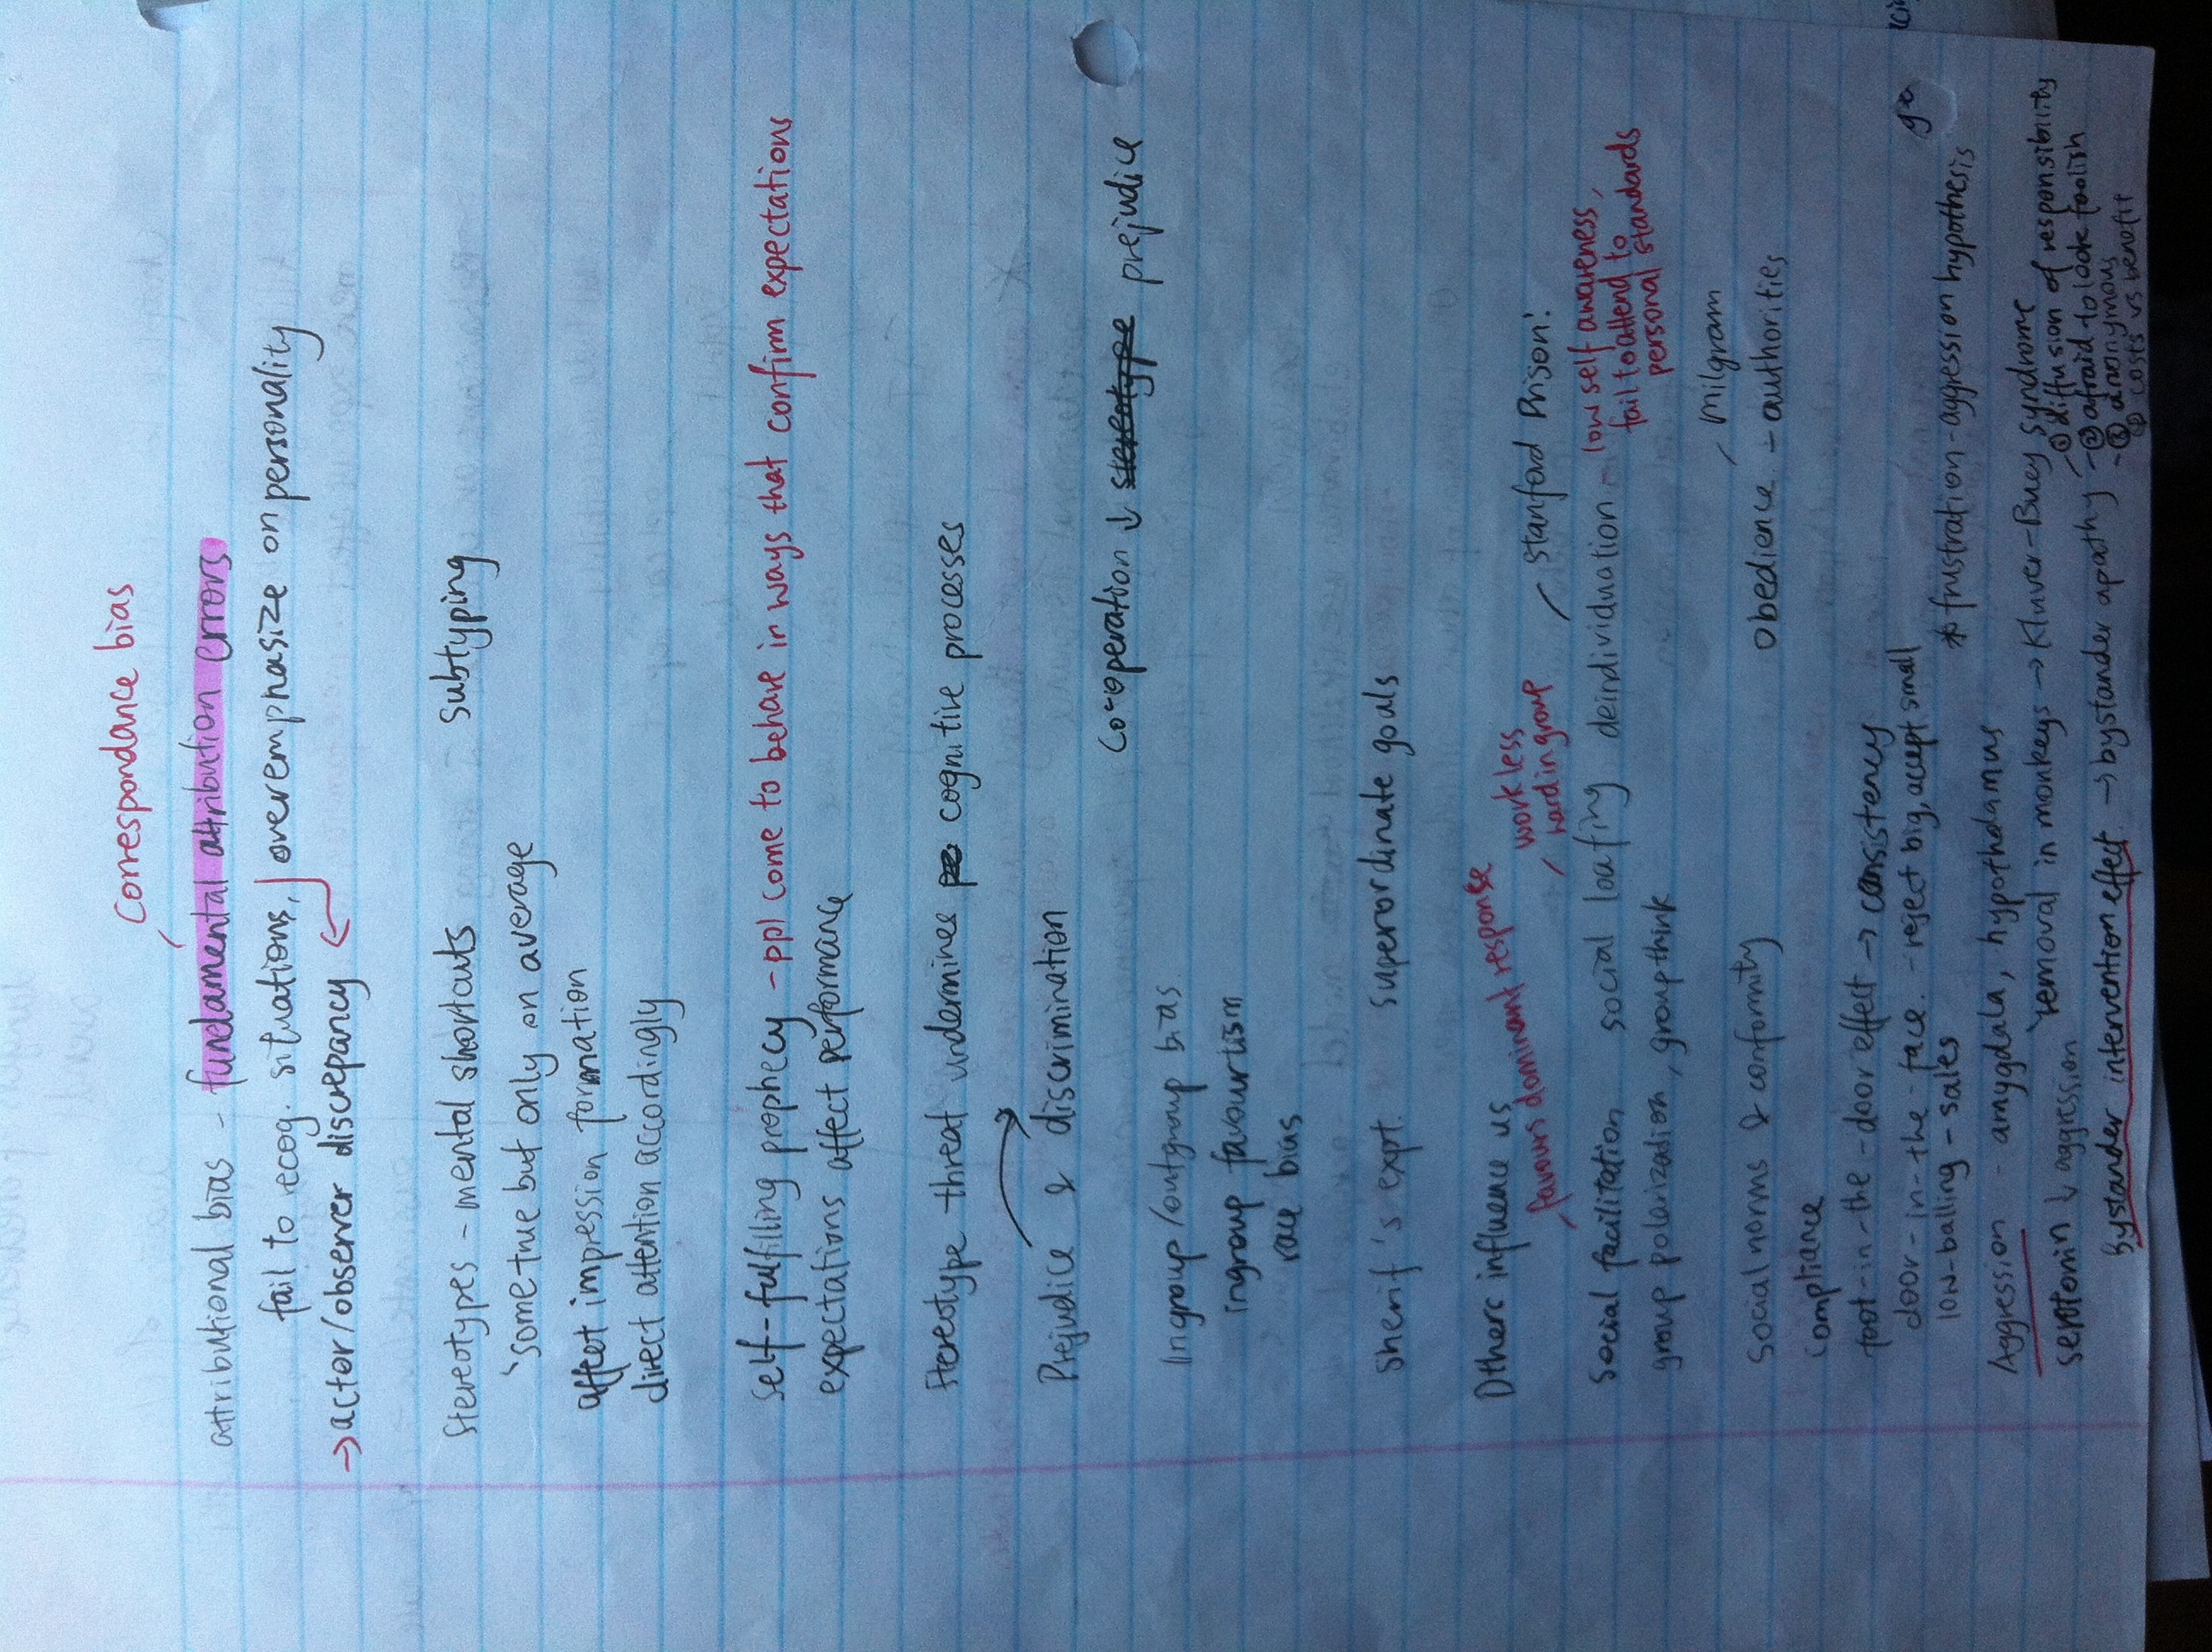 correspondance bias
attributional bias - fundamental attribution errors
fail to recog. situations, overemphasize on personality
→ actor/observer discrepancy
Stereotypes - mental shortcuts subtyping
some true but only on average
affect impression formation
direct attention accordingly
self-fulfilling prophecy - ppl come to behave in ways that confirm expectations
expectations affect performance
Stereotype threat undermines cognitive processes
Prejudice & discrimination
Co-operation ↓ stereotype prejudice
Ingroup/outgroup bias
ingroup favouritism
race bias
Sherif's expt. superordinate goals
Others influence us
favours dominant response
work less
hard in group
Stanford Prison!
Social facilitation social loafing deindividuation - low self awareness,
fail to attend to
personal standards
group polarization, groupthink
milgram
Social norms & conformity obedience - authorities
compliance
foot-in-the-door effect → consistency
door-in-the-face. - reject big, accept small
low-balling - sales
* frustration-aggression hypothesis
Aggression - amygdala, hypothalamus
removal in monkeys → Kluver-Bucy syndrome
serotonin ↓ aggression
bystander intervention effect → bystander apathy
① diffusion of responsibility
② afraid to look foolish
③ anonymous
④ costs vs benefit